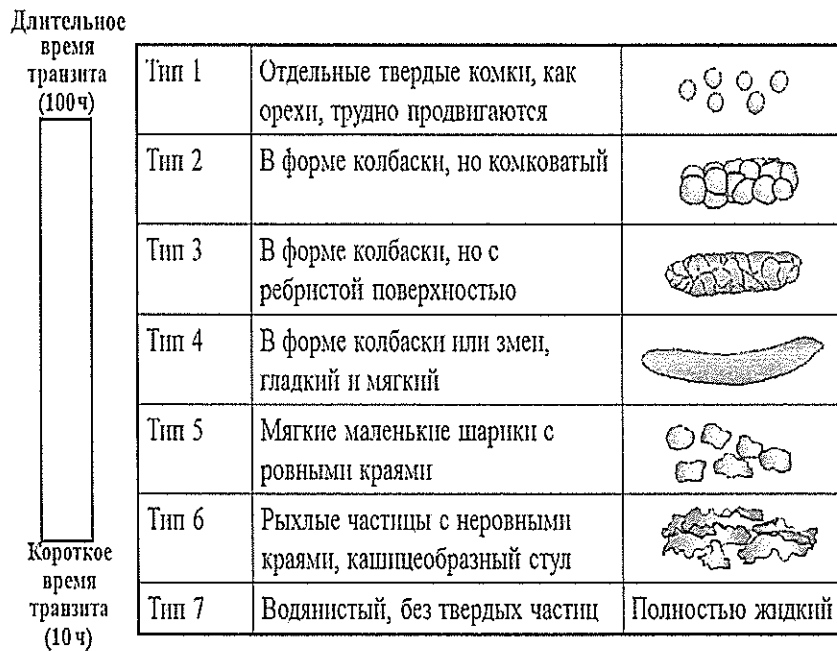 Длительное
время
транзита
(100 ч)
Тип 1
Отдельные твердые комки, как
орехи, трудно продвигаются
Тип 2
В форме колбаски, но комковатый
Тип 3
В форме колбаски, но с
ребристой поверхностью
Тип 4
В форме колбаски или змеи,
гладкий и мягкий
Тип 5
Мягкие маленькие шарики с
ровными краями
Тип 6
Рыхлые частицы с неровными
краями, кашицеобразный стул
Тип 7
Водянистый, без твердых частиц
Полностью жидкий
Короткое
время
транзита
(10 ч)